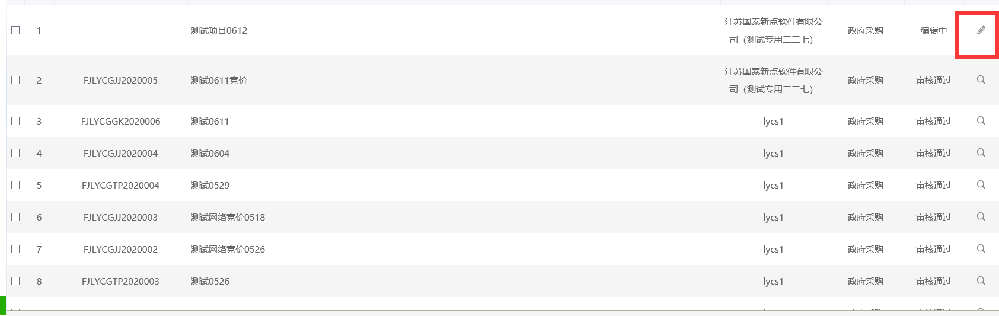 1 测试项目0612 江苏国泰新点软件有限公 政府采购 编辑中
司（测试专用二二七）
2 FJLYCGJJ2020005 测试0611竞价 江苏国泰新点软件有限公 政府采购 审核通过
司（测试专用二二七）
3 FJLYCGGK2020006 测试0611 lycs1 政府采购 审核通过
4 FJLYCGJJ2020004 测试0604 lycs1 政府采购 审核通过
5 FJLYCGTP2020004 测试0529 lycs1 政府采购 审核通过
6 FJLYCGJJ2020003 测试网络竞价0518 lycs1 政府采购 审核通过
7 FJLYCGJJ2020002 测试网络竞价0526 lycs1 政府采购 审核通过
8 FJLYCGTP2020003 测试0526 lycs1 政府采购 审核通过